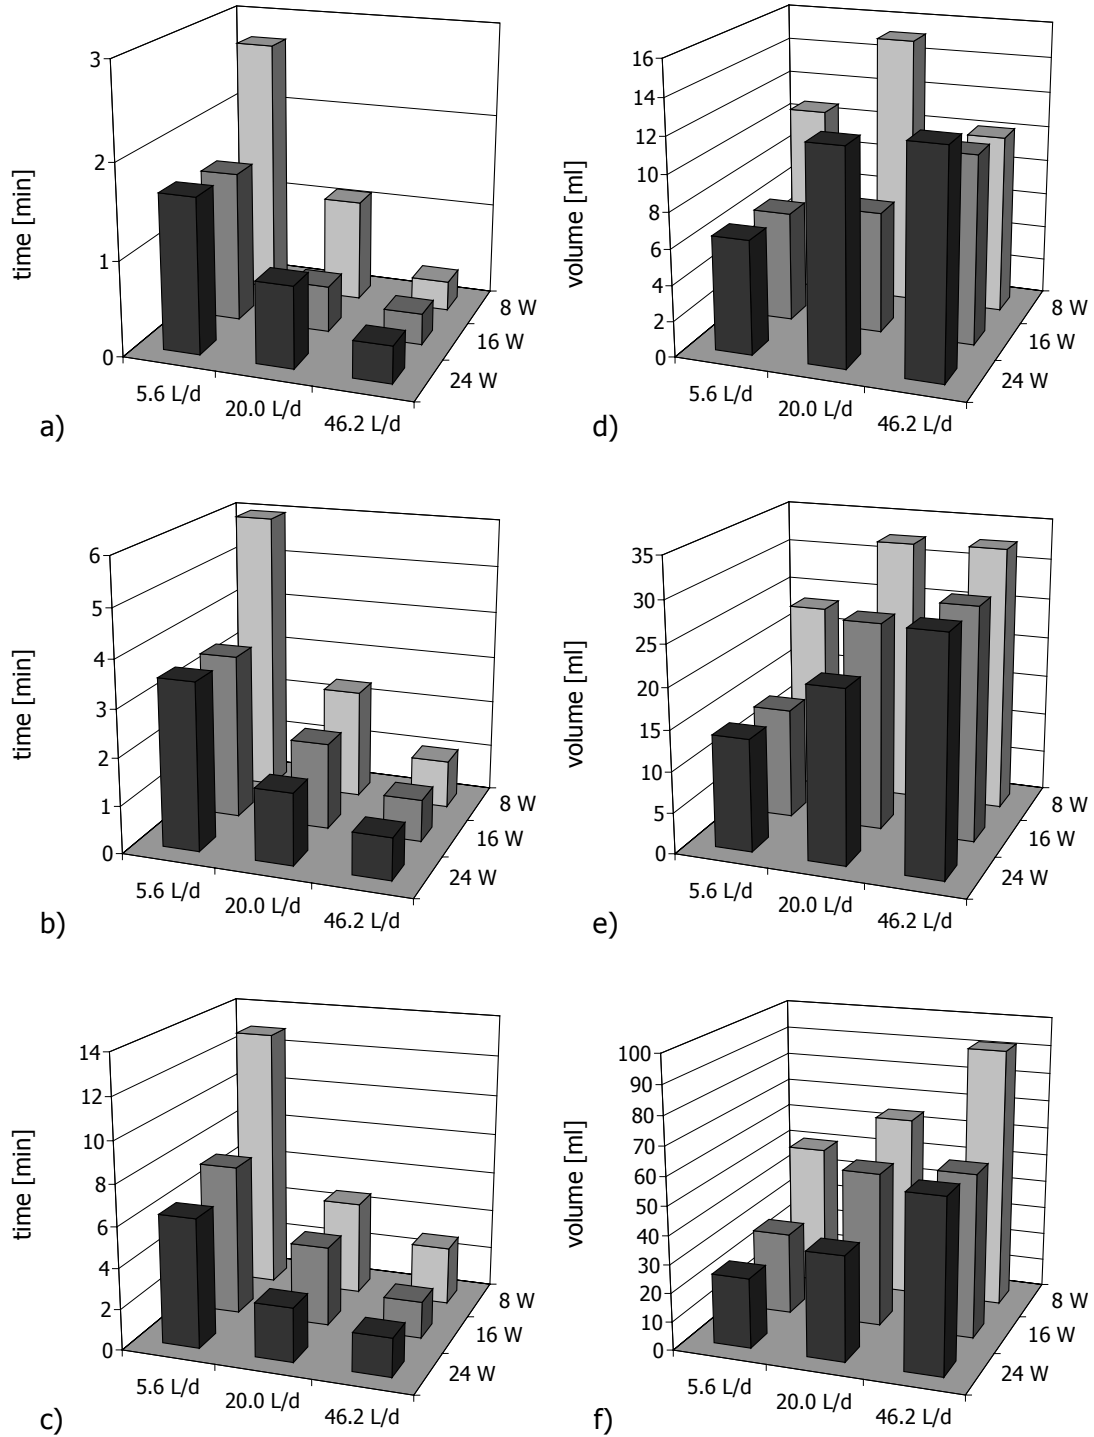 3
2
1
0
time [min]
5.6 L/d
20.0 L/d
46.2 L/d
8 W
16 W
24 W
a)
16
14
12
10
8
6
4
2
0
volume [ml]
5.6 L/d
20.0 L/d
46.2 L/d
8 W
16 W
24 W
d)
6
5
4
3
2
1
0
time [min]
5.6 L/d
20.0 L/d
46.2 L/d
8 W
16 W
24 W
b)
35
30
25
20
15
10
5
0
volume [ml]
5.6 L/d
20.0 L/d
46.2 L/d
8 W
16 W
24 W
e)
14
12
10
8
6
4
2
0
time [min]
5.6 L/d
20.0 L/d
46.2 L/d
8 W
16 W
24 W
c)
100
90
80
70
60
50
40
30
20
10
0
volume [ml]
5.6 L/d
20.0 L/d
46.2 L/d
8 W
16 W
24 W
f)